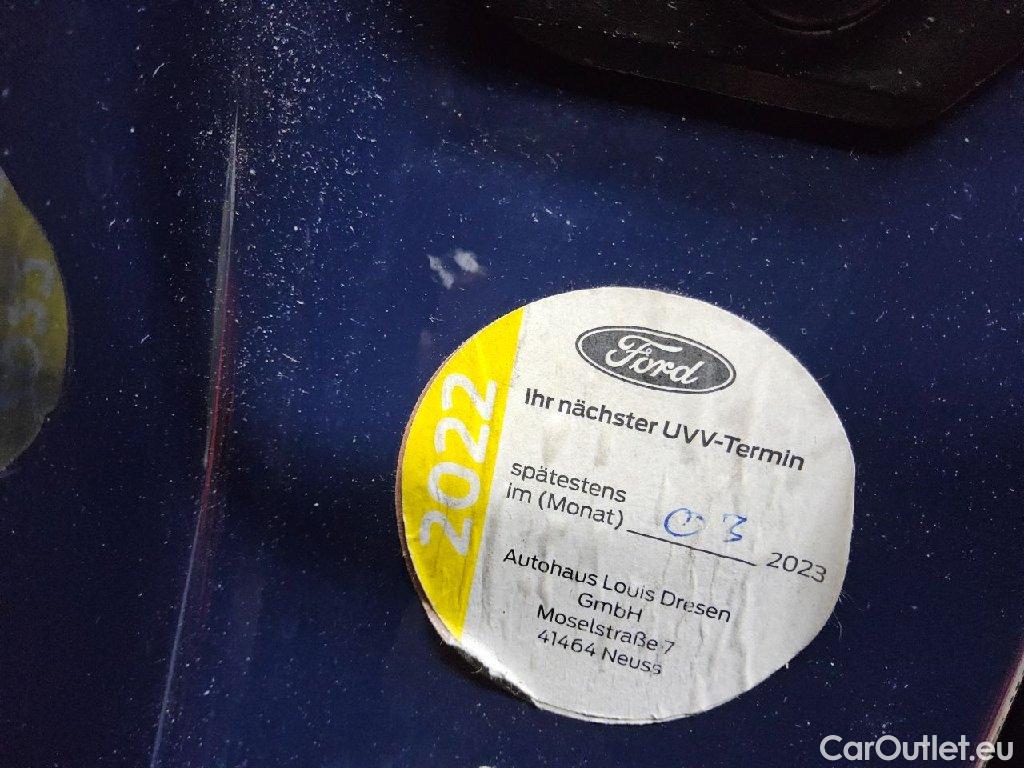 Ford
Ihr nächster UVV-Termin
spätestens
im (Monat) 03 2023
2022
Autohaus Louis Dresen
GmbH
Moselstraße 7
41464 Neuss
CarOutlet.eu